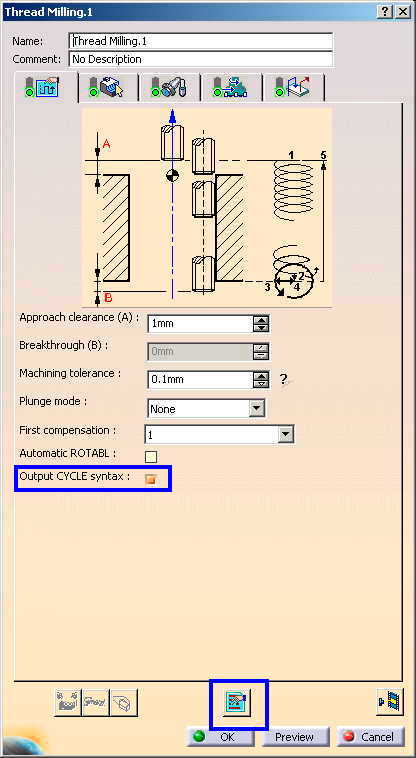 Thread Milling.1
Name: Thread Milling.1
Comment: No Description
A
1 5
2
3 4
B
Approach clearance (A) : 1mm
Breakthrough (B) : 0mm
Machining tolerance : 0.1mm ?
Plunge mode : None
First compensation : 1
Automatic ROTABL :
Output CYCLE syntax :
OK Preview Cancel